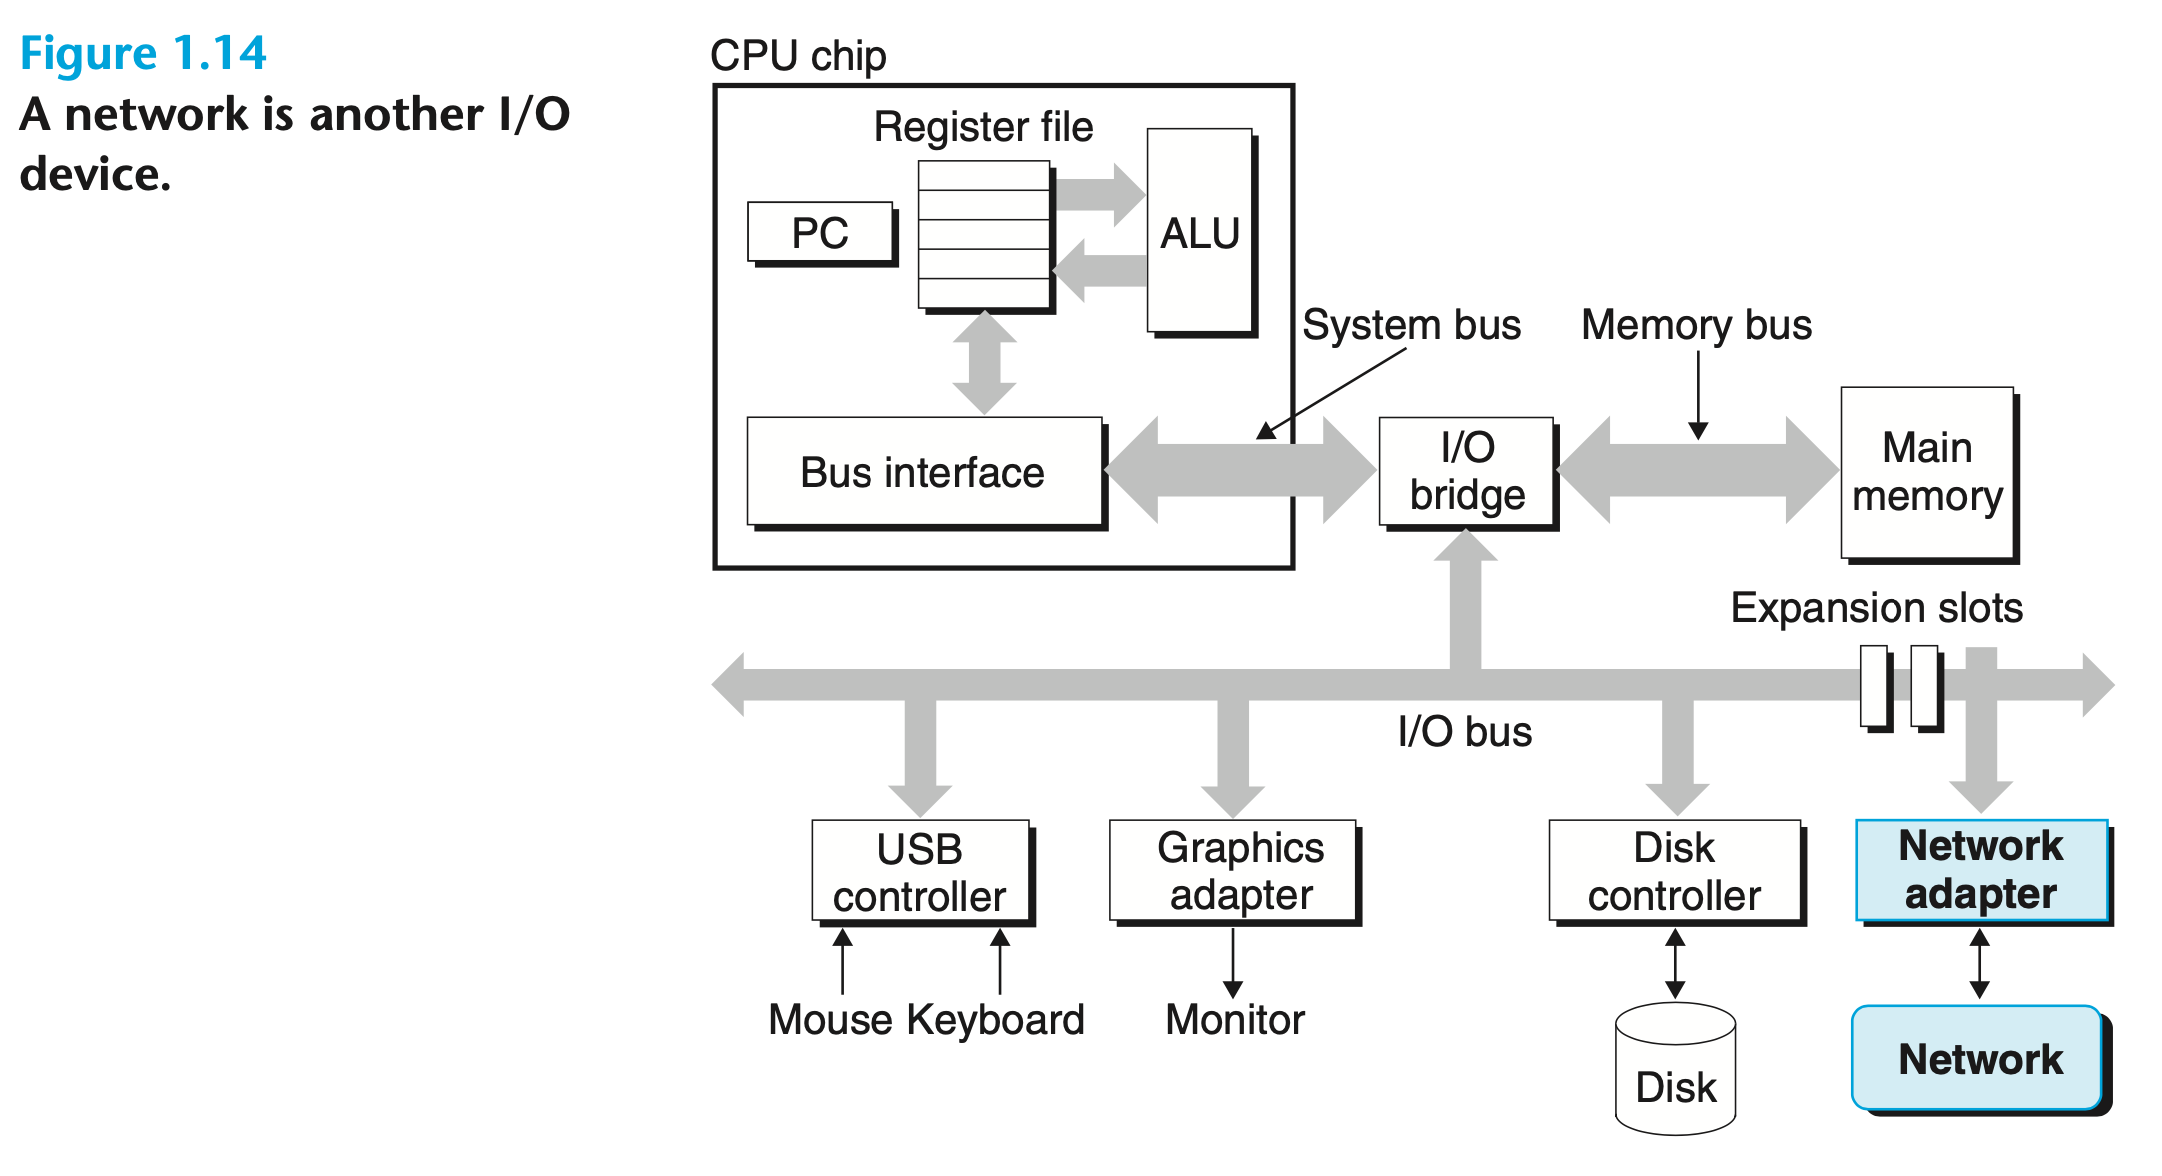 Figure 1.14
A network is another I/O
device.
CPU chip
Register file
PC
ALU
System bus
Memory bus
Bus interface
I/O
bridge
Main
memory
Expansion slots
I/O bus
USB
controller
Graphics
adapter
Disk
controller
Network
adapter
Mouse Keyboard
Monitor
Disk
Network